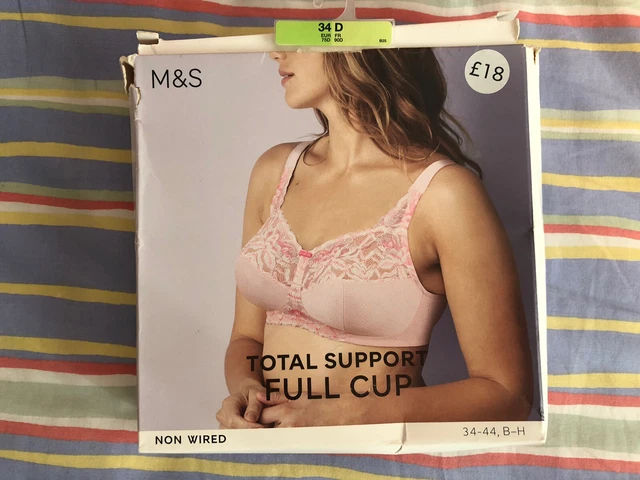 34 D
EUR FR
75D 90D
M&S
£18
TOTAL SUPPORT
FULL CUP
NON WIRED
34-44, B-H